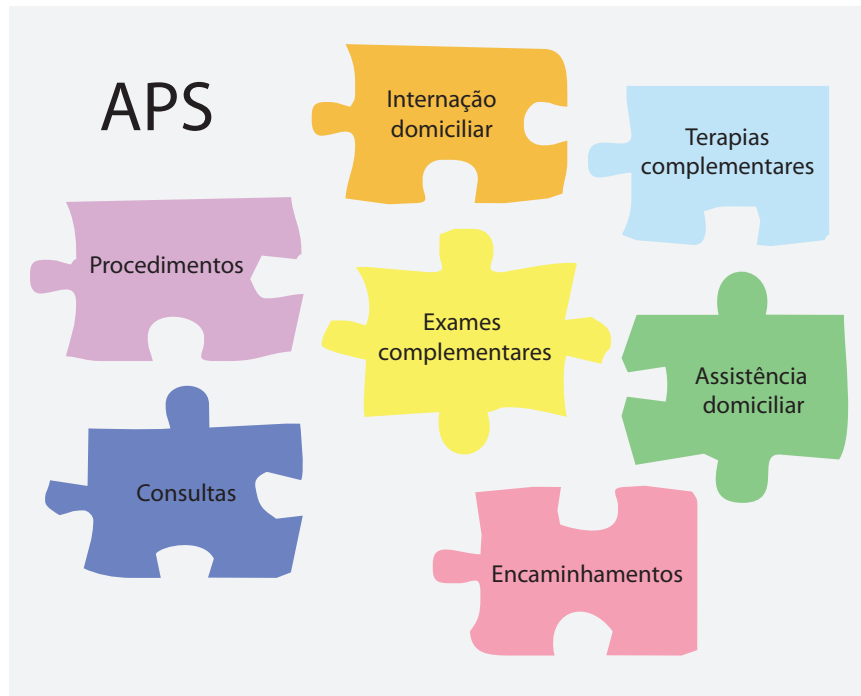 APS
Internação
domiciliar
Terapias
complementares
Procedimentos
Exames
complementares
Assistência
domiciliar
Consultas
Encaminhamentos